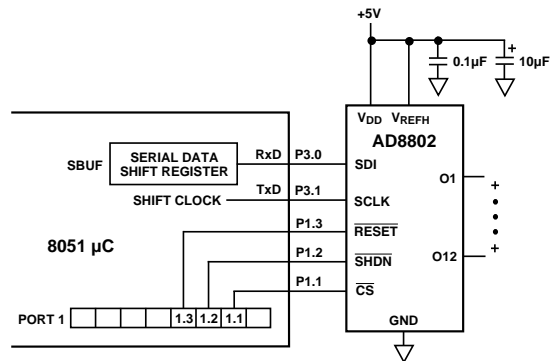 +5V
0.1µF
+
10µF
VDD VREFH
AD8802
SBUF
SERIAL DATA
SHIFT REGISTER
RxD P3.0 SDI
O1
SHIFT CLOCK
TxD P3.1 SCLK
+
P1.3 RESET
8051 µC
P1.2 SHDN
+
O12
P1.1 CS
PORT 1 1.3 1.2 1.1
GND